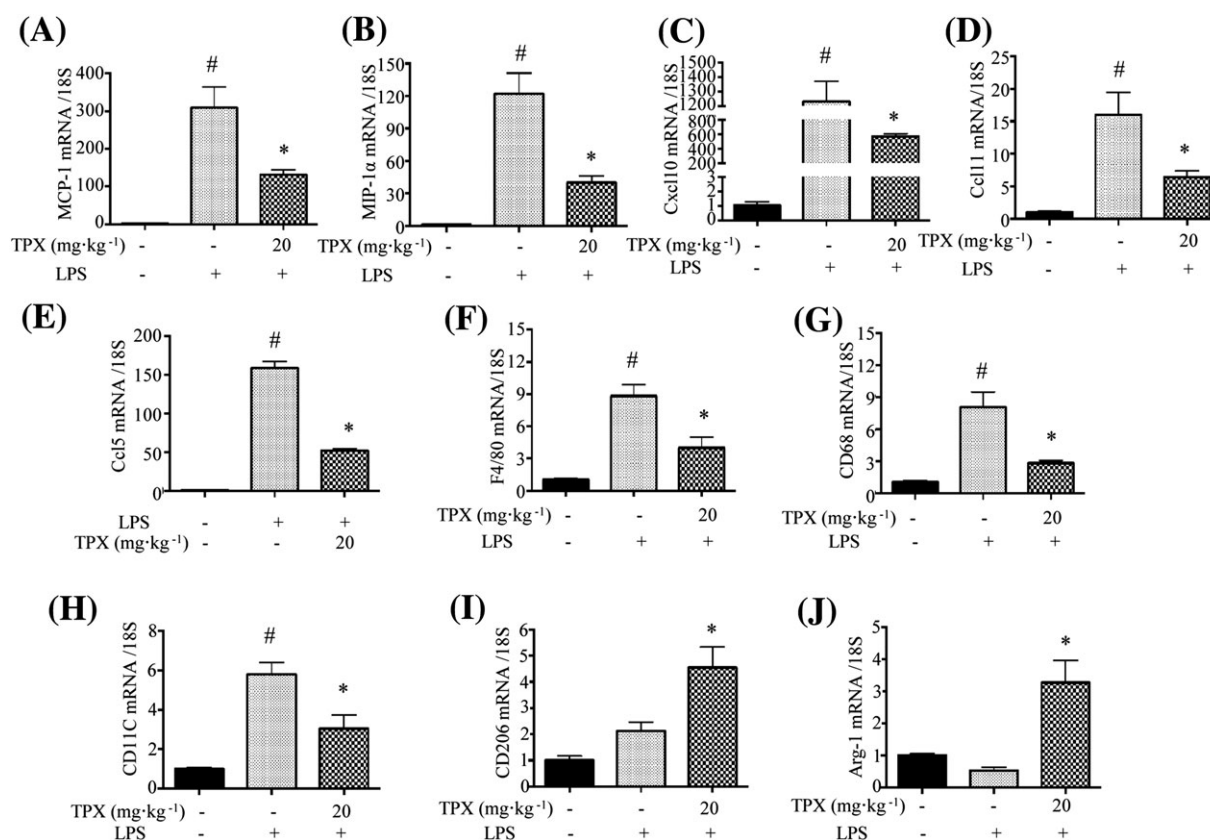 (A)
MCP-1 mRNA /18S
400
300
200
100
0
#
*
TPX (mg·kg⁻¹) - - 20
LPS - + +
(B)
MIP-1α mRNA /18S
150
120
90
60
30
0
#
*
TPX (mg·kg⁻¹) - - 20
LPS - + +
(C)
Cxcl10 mRNA /18S
1500
1400
1300
1200
1000
800
600
400
200
3
2
1
0
#
*
TPX (mg·kg⁻¹) - - 20
LPS - + +
(D)
Ccl11 mRNA/18S
25
20
15
10
5
0
#
*
TPX (mg·kg⁻¹) - - 20
LPS - + +
(E)
Ccl5 mRNA /18S
200
150
100
50
0
#
*
LPS - + +
TPX (mg·kg⁻¹) - - 20
(F)
F4/80 mRNA/18S
15
12
9
6
3
0
#
*
TPX (mg·kg⁻¹) - - 20
LPS - + +
(G)
CD68 mRNA/18S
15
12
9
6
3
0
#
*
TPX (mg·kg⁻¹) - - 20
LPS - + +
(H)
CD11C mRNA /18S
8
6
4
2
0
#
*
TPX (mg·kg⁻¹) - - 20
LPS - + +
(I)
CD206 mRNA /18S
6
5
4
3
2
1
0
*
TPX (mg·kg⁻¹) - - 20
LPS - + +
(J)
Arg-1 mRNA /18S
5
4
3
2
1
0
*
TPX (mg·kg⁻¹) - - 20
LPS - + +